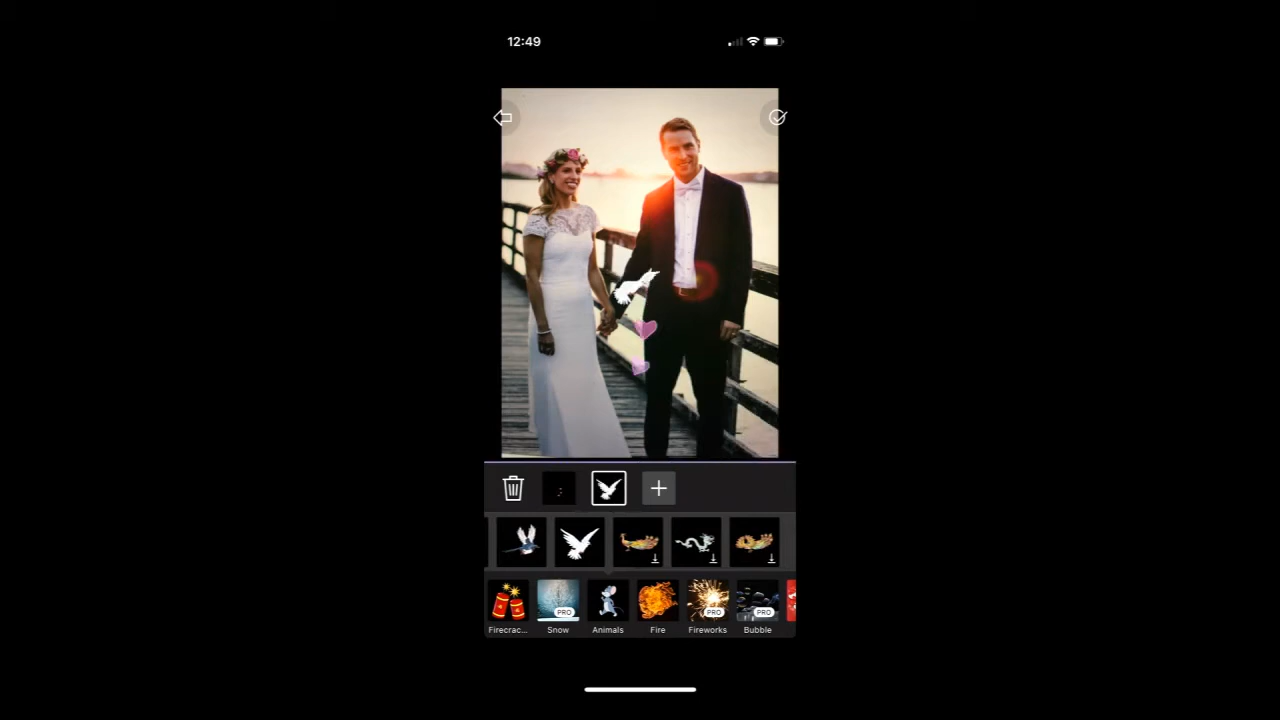 12:49
PRO
PRO
PRO
Firecrac...
Snow
Animals
Fire
Fireworks
Bubble